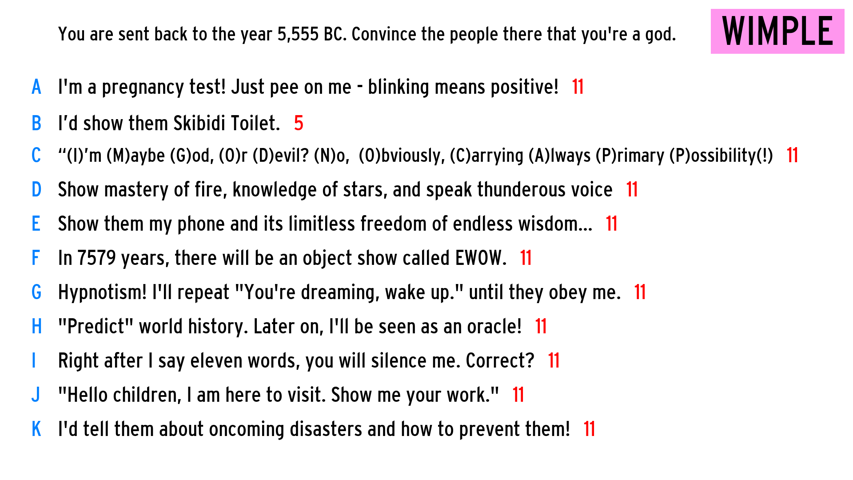 You are sent back to the year 5,555 BC. Convince the people there that you're a god.
WIMPLE
A I'm a pregnancy test! Just pee on me - blinking means positive! 11
B I’d show them Skibidi Toilet. 5
C “(I)’m (M)aybe (G)od, (O)r (D)evil? (N)o, (O)bviously, (C)arrying (A)lways (P)rimary (P)ossibility(!) 11
D Show mastery of fire, knowledge of stars, and speak thunderous voice 11
E Show them my phone and its limitless freedom of endless wisdom... 11
F In 7579 years, there will be an object show called EWOW. 11
G Hypnotism! I'll repeat "You're dreaming, wake up." until they obey me. 11
H "Predict" world history. Later on, I'll be seen as an oracle! 11
I Right after I say eleven words, you will silence me. Correct? 11
J "Hello children, I am here to visit. Show me your work." 11
K I'd tell them about oncoming disasters and how to prevent them! 11